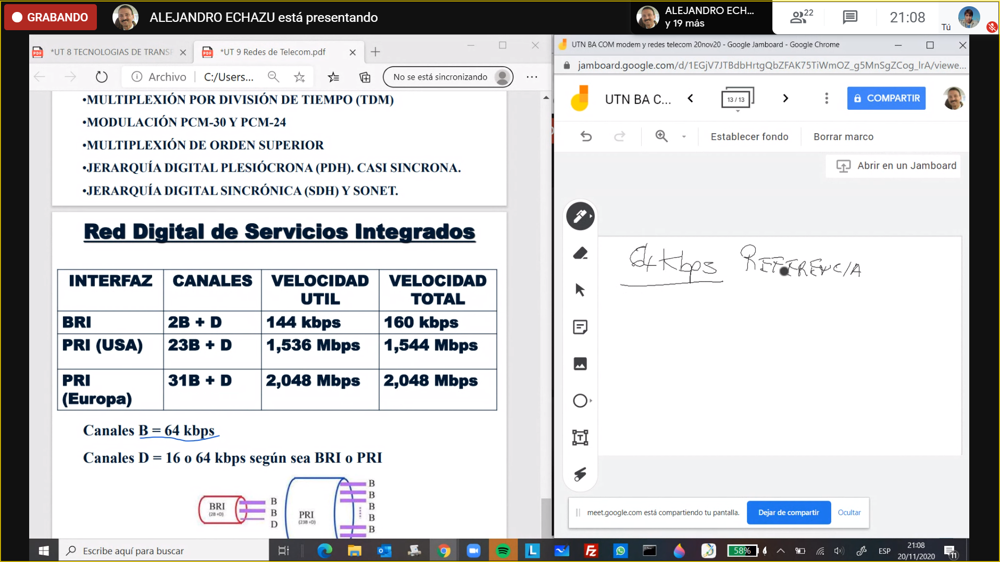 GRABANDO
ALEJANDRO ECHAZU está presentando
ALEJANDRO ECH...
y 19 más
22
21:08
Tú
*UT 8 TECNOLOGIAS DE TRANSF
*UT 9 Redes de Telecom.pdf
Archivo
C:/Users...
No se está sincronizando
•MULTIPLEXIÓN POR DIVISIÓN DE TIEMPO (TDM)
•MODULACIÓN PCM-30 Y PCM-24
•MULTIPLEXIÓN DE ORDEN SUPERIOR
•JERARQUÍA DIGITAL PLESIÓCRONA (PDH). CASI SINCRONA.
•JERARQUÍA DIGITAL SINCRÓNICA (SDH) Y SONET.
Red Digital de Servicios Integrados
INTERFAZ CANALES VELOCIDAD UTIL VELOCIDAD TOTAL
BRI 2B + D 144 kbps 160 kbps
PRI (USA) 23B + D 1,536 Mbps 1,544 Mbps
PRI (Europa) 31B + D 2,048 Mbps 2,048 Mbps
Canales B = 64 kbps
Canales D = 16 o 64 kbps según sea BRI o PRI
BRI
(2B +D)
B
B
D
PRI
(23B +D)
B
B
B
B
B
UTN BA COM modem y redes telecom 20nov20 - Google Jamboard - Google Chrome
jamboard.google.com/d/1EGjV7JTBdbHrtgQbZFAK75TiWmOZ_g5MnSgZCog_lrA/viewe...
UTN BA C...
13 / 13
COMPARTIR
Establecer fondo
Borrar marco
Abrir en un Jamboard
64 Kbps REFERENCIA
meet.google.com está compartiendo tu pantalla.
Dejar de compartir
Ocultar
Escribe aquí para buscar
58%
ESP
21:08
20/11/2020
11